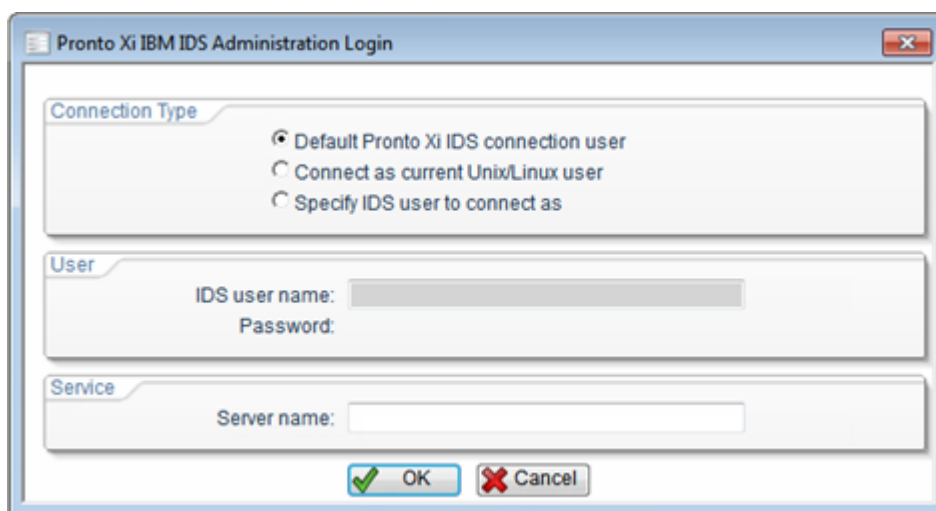 Pronto Xi IBM IDS Administration Login
Connection Type
Default Pronto Xi IDS connection user
Connect as current Unix/Linux user
Specify IDS user to connect as
User
IDS user name:
Password:
Service
Server name:
OK Cancel